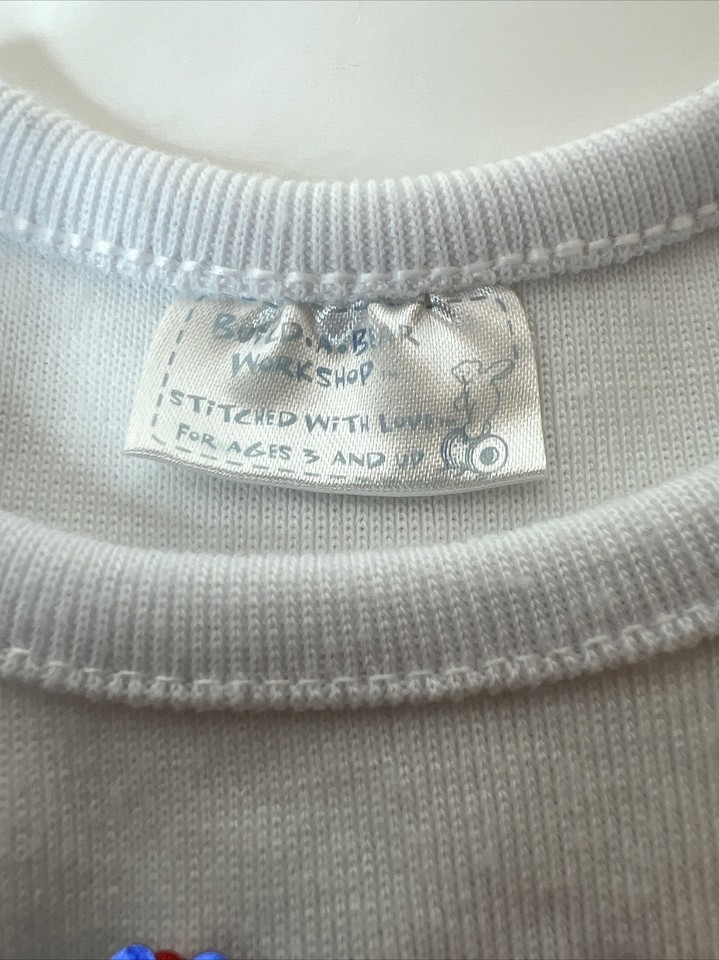 BUILD-A-BEAR
WORKSHOP
STITCHED WITH LOVE
FOR AGES 3 AND UP